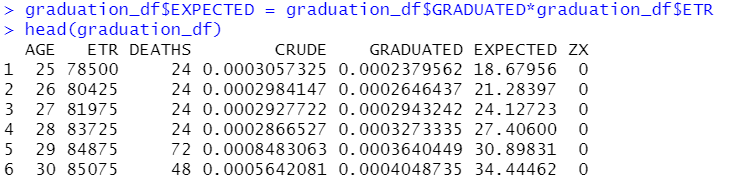 > graduation_df$EXPECTED = graduation_df$GRADUATED*graduation_df$ETR
> head(graduation_df)
  AGE   ETR DEATHS        CRUDE    GRADUATED EXPECTED ZX
1  25 78500     24 0.0003057325 0.0002379562 18.67956  0
2  26 80425     24 0.0002984147 0.0002646437 21.28397  0
3  27 81975     24 0.0002927722 0.0002943242 24.12723  0
4  28 83725     24 0.0002866527 0.0003273335 27.40600  0
5  29 84875     72 0.0008483063 0.0003640449 30.89831  0
6  30 85075     48 0.0005642081 0.0004048735 34.44462  0